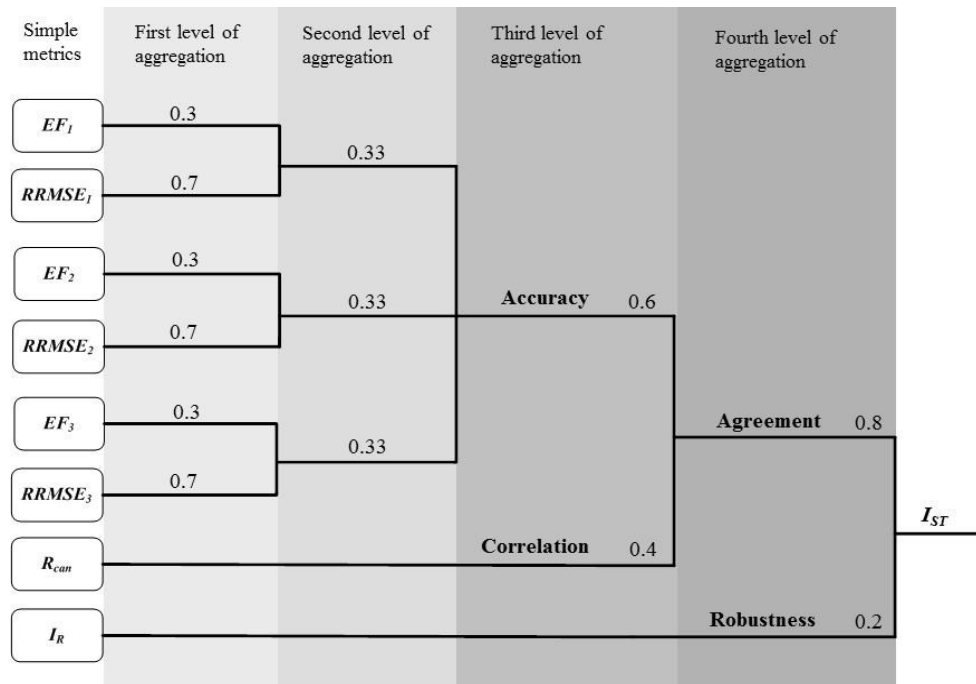 Simple
metrics
First level of
aggregation
Second level of
aggregation
Third level of
aggregation
Fourth level of
aggregation
EF1
0.3
0.33
RRMSE1
0.7
EF2
0.3
0.33
Accuracy 0.6
RRMSE2
0.7
EF3
0.3
0.33
Agreement 0.8
RRMSE3
0.7
IST
Rcan
Correlation 0.4
IR
Robustness 0.2